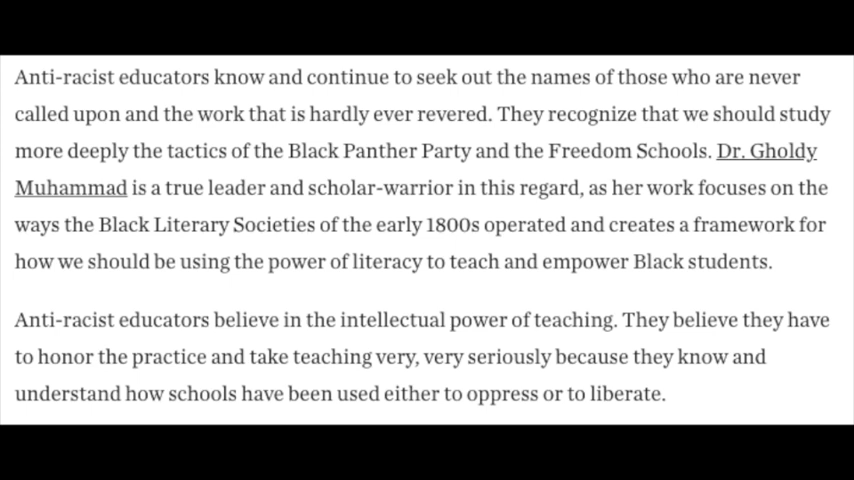 Anti-racist educators know and continue to seek out the names of those who are never
called upon and the work that is hardly ever revered. They recognize that we should study
more deeply the tactics of the Black Panther Party and the Freedom Schools. Dr. Gholdy
Muhammad is a true leader and scholar-warrior in this regard, as her work focuses on the
ways the Black Literary Societies of the early 1800s operated and creates a framework for
how we should be using the power of literacy to teach and empower Black students.
Anti-racist educators believe in the intellectual power of teaching. They believe they have
to honor the practice and take teaching very, very seriously because they know and
understand how schools have been used either to oppress or to liberate.